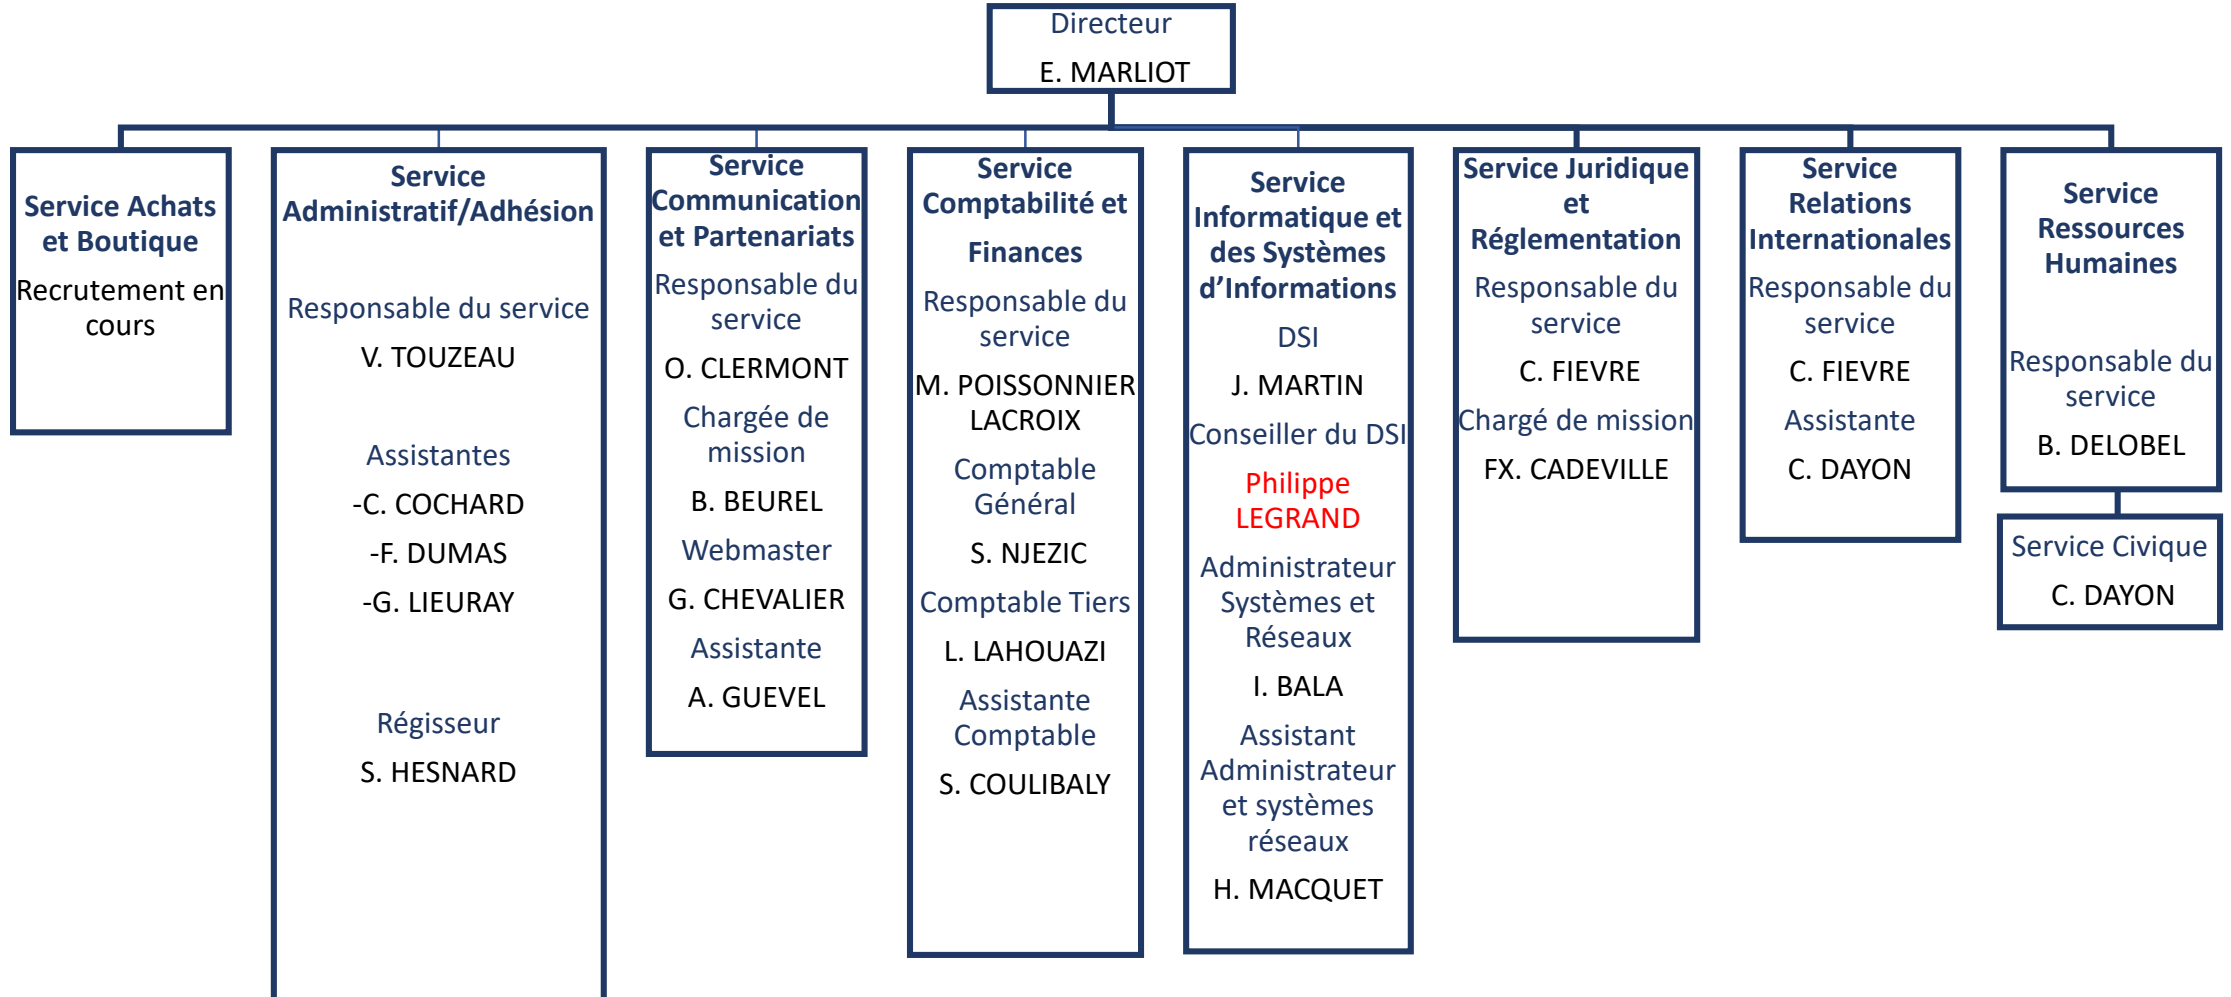 Directeur
E. MARLIOT
Service Achats
et Boutique
Recrutement en
cours
Service
Administratif/Adhésion
Responsable du service
V. TOUZEAU
Assistantes
-C. COCHARD
-F. DUMAS
-G. LIEURAY
Régisseur
S. HESNARD
Service
Communication
et Partenariats
Responsable du
service
O. CLERMONT
Chargée de
mission
B. BEUREL
Webmaster
G. CHEVALIER
Assistante
A. GUEVEL
Service
Comptabilité et
Finances
Responsable du
service
M. POISSONNIER
LACROIX
Comptable
Général
S. NJEZIC
Comptable Tiers
L. LAHOUAZI
Assistante
Comptable
S. COULIBALY
Service
Informatique et
des Systèmes
d’Informations
DSI
J. MARTIN
Conseiller du DSI
Philippe
LEGRAND
Administrateur
Systèmes et
Réseaux
I. BALA
Assistant
Administrateur
et systèmes
réseaux
H. MACQUET
Service Juridique
et
Réglementation
Responsable du
service
C. FIEVRE
Chargé de mission
FX. CADEVILLE
Service
Relations
Internationales
Responsable du
service
C. FIEVRE
Assistante
C. DAYON
Service
Ressources
Humaines
Responsable du
service
B. DELOBEL
Service Civique
C. DAYON